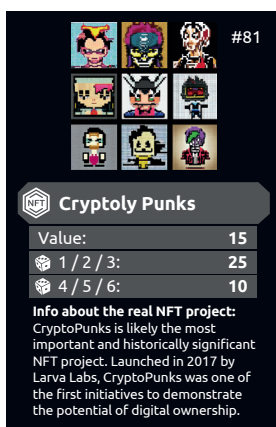 #81
NFT Cryptoly Punks
Value: 15
1 / 2 / 3: 25
4 / 5 / 6: 10
Info about the real NFT project:
CryptoPunks is likely the most
important and historically significant
NFT project. Launched in 2017 by
Larva Labs, CryptoPunks was one of
the first initiatives to demonstrate
the potential of digital ownership.